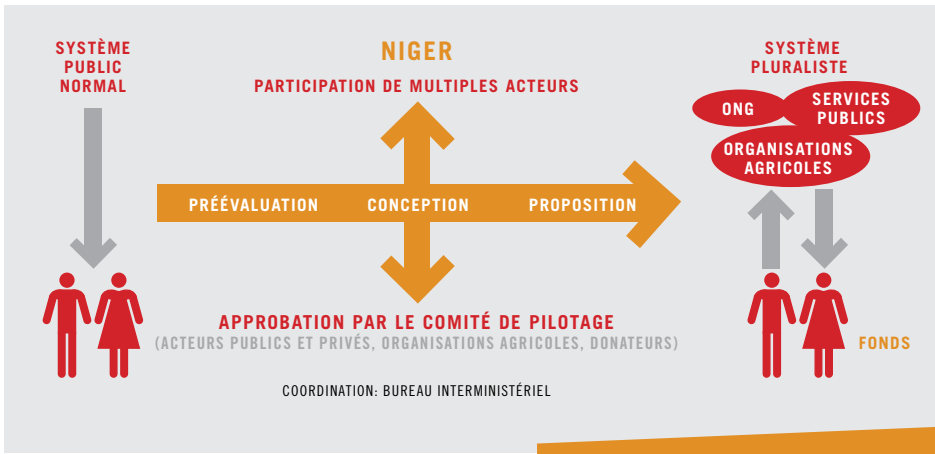 SYSTÈME
PUBLIC
NORMAL
NIGER
PARTICIPATION DE MULTIPLES ACTEURS
SYSTÈME
PLURALISTE
ONG
SERVICES
PUBLICS
ORGANISATIONS
AGRICOLES
PRÉÉVALUATION
CONCEPTION
PROPOSITION
APPROBATION PAR LE COMITÉ DE PILOTAGE
(ACTEURS PUBLICS ET PRIVÉS, ORGANISATIONS AGRICOLES, DONATEURS)
FONDS
COORDINATION: BUREAU INTERMINISTÉRIEL